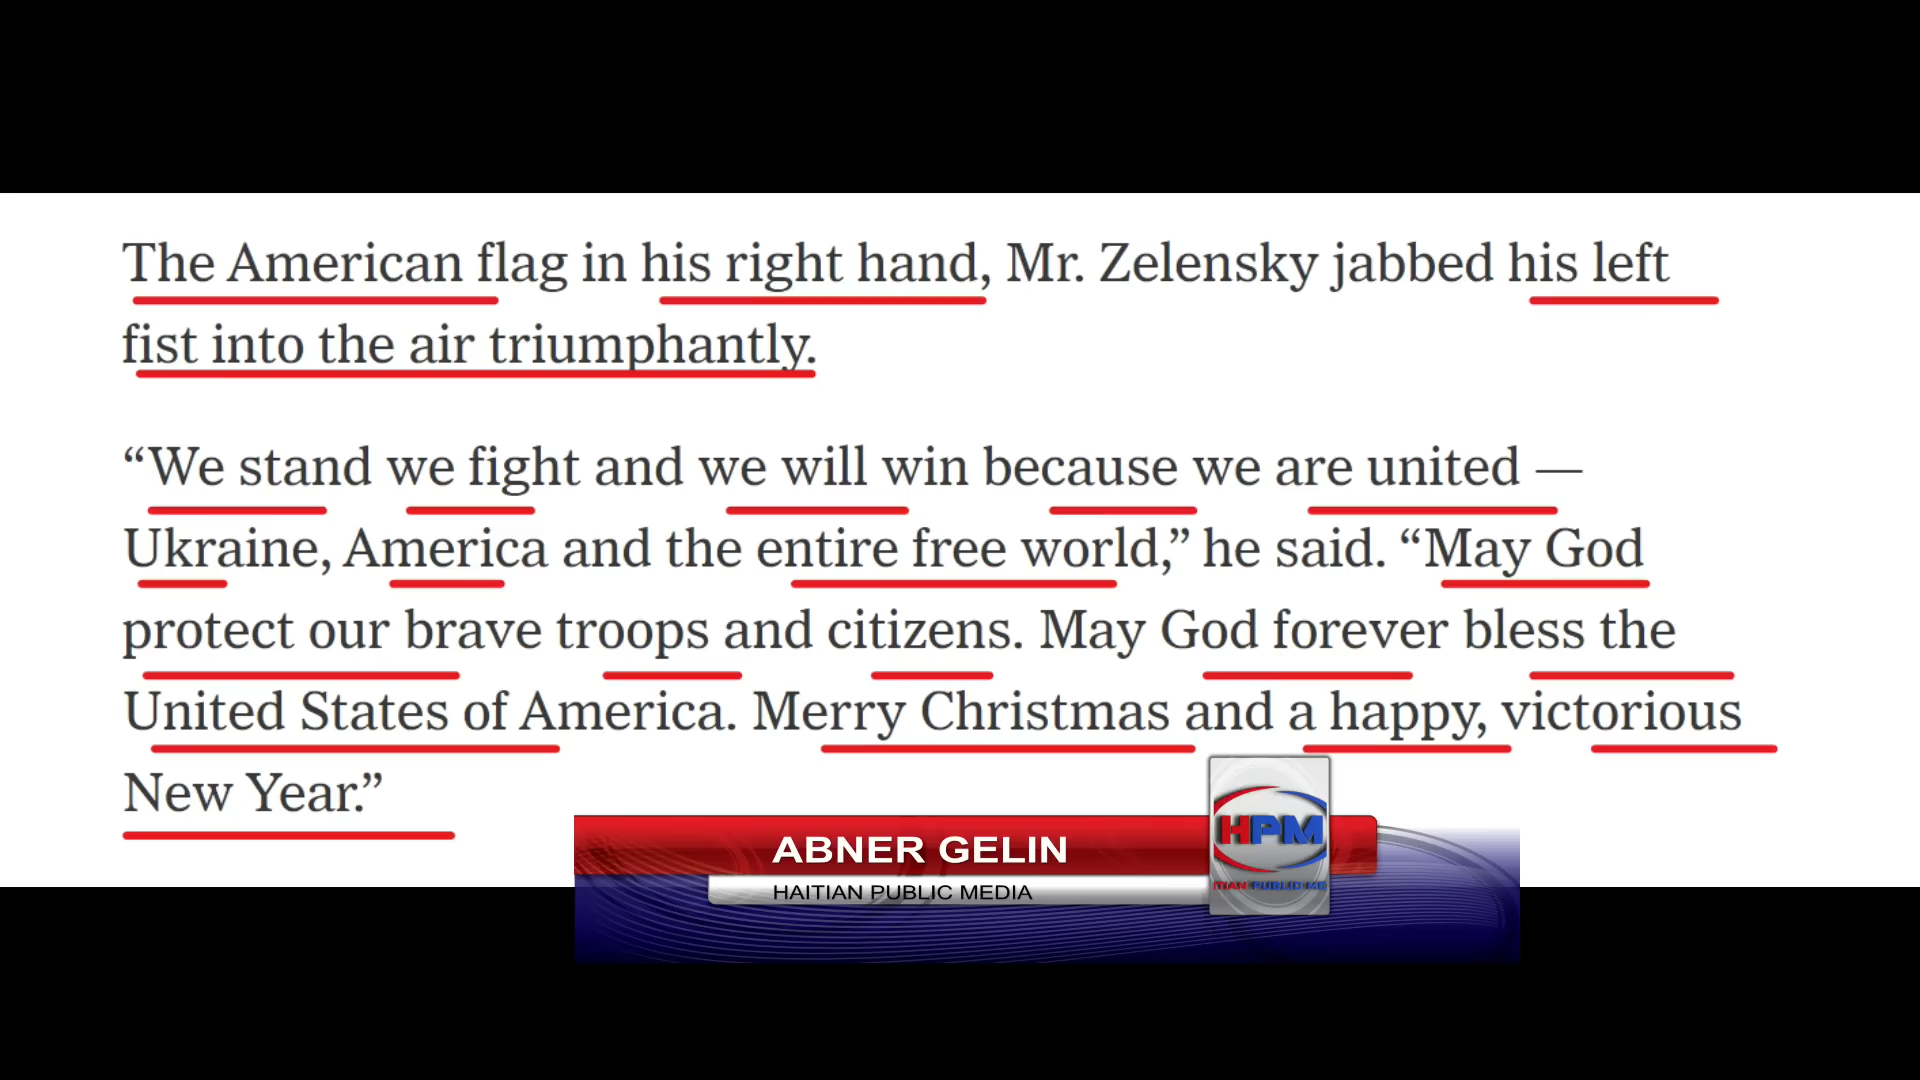 The American flag in his right hand, Mr. Zelensky jabbed his left
fist into the air triumphantly.
“We stand we fight and we will win because we are united —
Ukraine, America and the entire free world,” he said. “May God
protect our brave troops and citizens. May God forever bless the
United States of America. Merry Christmas and a happy, victorious
New Year.”
ABNER GELIN
HAITIAN PUBLIC MEDIA
HPM
TIAN PUBLIC ME